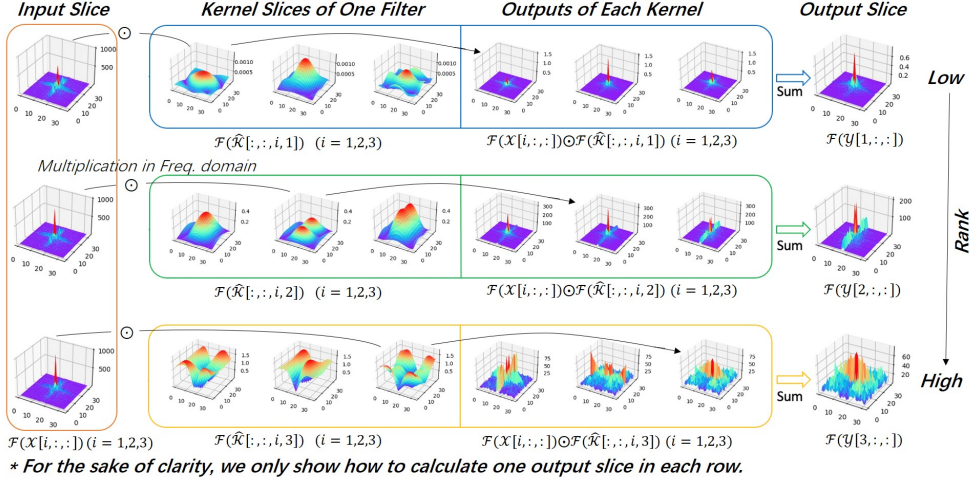 Input Slice
Kernel Slices of One Filter
Outputs of Each Kernel
Output Slice
ℱ(𝒦̂[:,:,i,1]) (i = 1,2,3)
ℱ(𝒳[i,:,:])⊙ℱ(𝒦̂[:,:,i,1]) (i = 1,2,3)
Sum
ℱ(𝒴[1,:,:])
Low
Multiplication in Freq. domain
ℱ(𝒦̂[:,:,i,2]) (i = 1,2,3)
ℱ(𝒳[i,:,:])⊙ℱ(𝒦̂[:,:,i,2]) (i = 1,2,3)
Sum
ℱ(𝒴[2,:,:])
Rank
ℱ(𝒳[i,:,:]) (i = 1,2,3)
ℱ(𝒦̂[:,:,i,3]) (i = 1,2,3)
ℱ(𝒳[i,:,:])⊙ℱ(𝒦̂[:,:,i,3]) (i = 1,2,3)
Sum
ℱ(𝒴[3,:,:])
High
* For the sake of clarity, we only show how to calculate one output slice in each row.